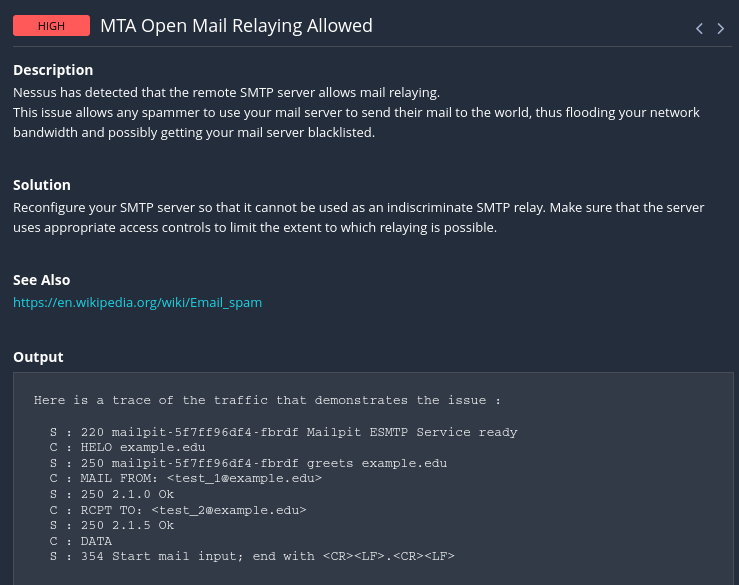 HIGH MTA Open Mail Relaying Allowed
Description
Nessus has detected that the remote SMTP server allows mail relaying.
This issue allows any spammer to use your mail server to send their mail to the world, thus flooding your network
bandwidth and possibly getting your mail server blacklisted.
Solution
Reconfigure your SMTP server so that it cannot be used as an indiscriminate SMTP relay. Make sure that the server
uses appropriate access controls to limit the extent to which relaying is possible.
See Also
https://en.wikipedia.org/wiki/Email_spam
Output
Here is a trace of the traffic that demonstrates the issue :
S : 220 mailpit-5f7ff96df4-fbrdf Mailpit ESMTP Service ready
C : HELO example.edu
S : 250 mailpit-5f7ff96df4-fbrdf greets example.edu
C : MAIL FROM: <test_1@example.edu>
S : 250 2.1.0 Ok
C : RCPT TO: <test_2@example.edu>
S : 250 2.1.5 Ok
C : DATA
S : 354 Start mail input; end with <CR><LF>.<CR><LF>